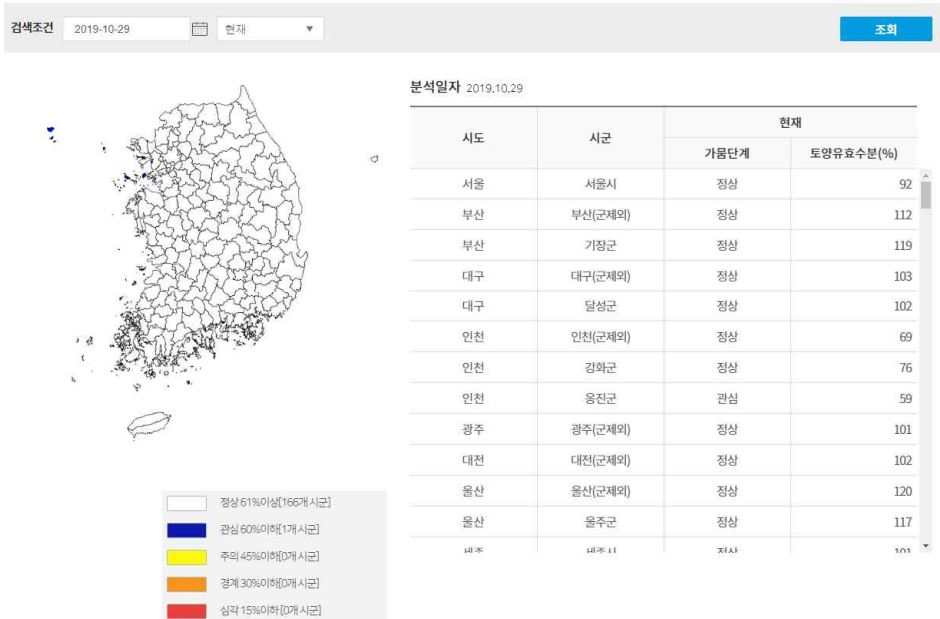 검색조건 2019-10-29 현재 조회
분석일자 2019.10.29
시도 시군 현재
가뭄단계 토양유효수분(%)
서울 서울시 정상 92
부산 부산(군제외) 정상 112
부산 기장군 정상 119
대구 대구(군제외) 정상 103
대구 달성군 정상 102
인천 인천(군제외) 정상 69
인천 강화군 정상 76
인천 옹진군 관심 59
광주 광주(군제외) 정상 101
대전 대전(군제외) 정상 102
울산 울산(군제외) 정상 120
울산 울주군 정상 117
정상 61%이상[166개 시군]
관심 60%이하[1개 시군]
주의 45%이하[0개 시군]
경계 30%이하[0개 시군]
심각 15%이하[0개 시군]